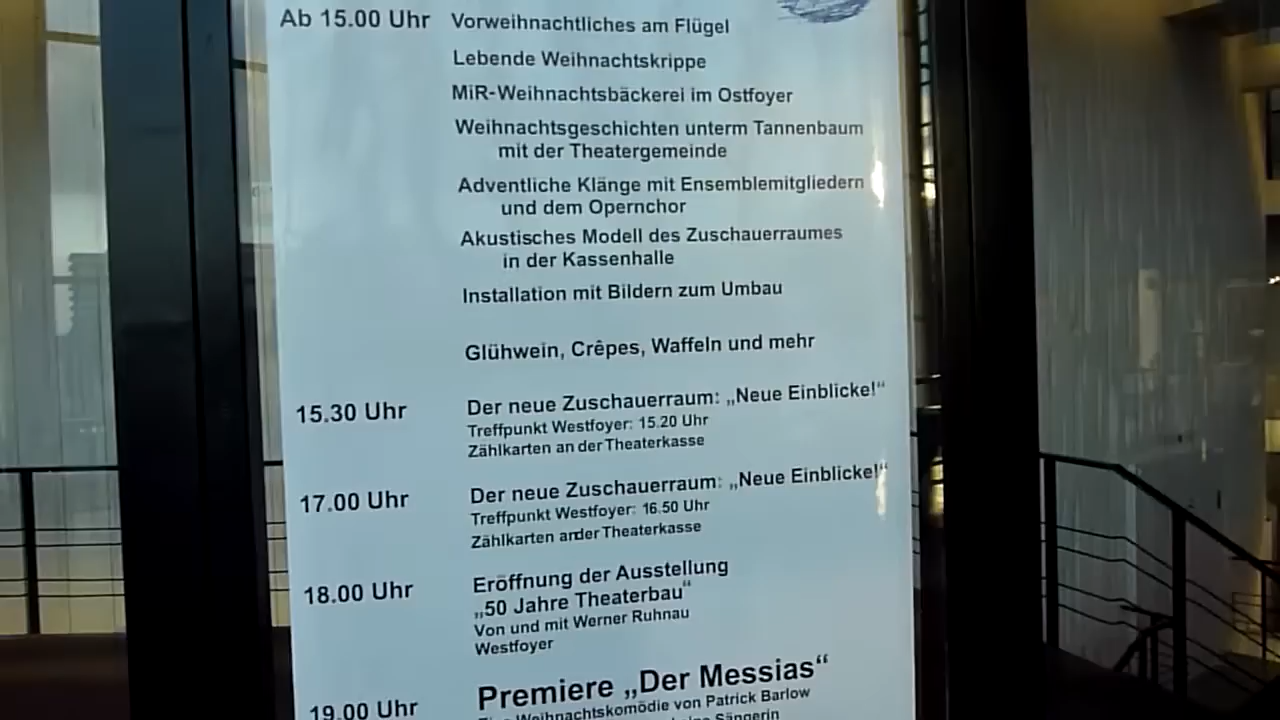 Ab 15.00 Uhr Vorweihnachtliches am Flügel
Lebende Weihnachtskrippe
MiR-Weihnachtsbäckerei im Ostfoyer
Weihnachtsgeschichten unterm Tannenbaum
mit der Theatergemeinde
Adventliche Klänge mit Ensemblemitgliedern
und dem Opernchor
Akustisches Modell des Zuschauerraumes
in der Kassenhalle
Installation mit Bildern zum Umbau
Glühwein, Crêpes, Waffeln und mehr
15.30 Uhr Der neue Zuschauerraum: „Neue Einblicke!“
Treffpunkt Westfoyer: 15.20 Uhr
Zählkarten an der Theaterkasse
17.00 Uhr Der neue Zuschauerraum: „Neue Einblicke!“
Treffpunkt Westfoyer: 16.50 Uhr
Zählkarten ander Theaterkasse
18.00 Uhr Eröffnung der Ausstellung
„50 Jahre Theaterbau“
Von und mit Werner Ruhnau
Westfoyer
19.00 Uhr Premiere „Der Messias“
Eine Weihnachtskomödie von Patrick Barlow
Sängerin